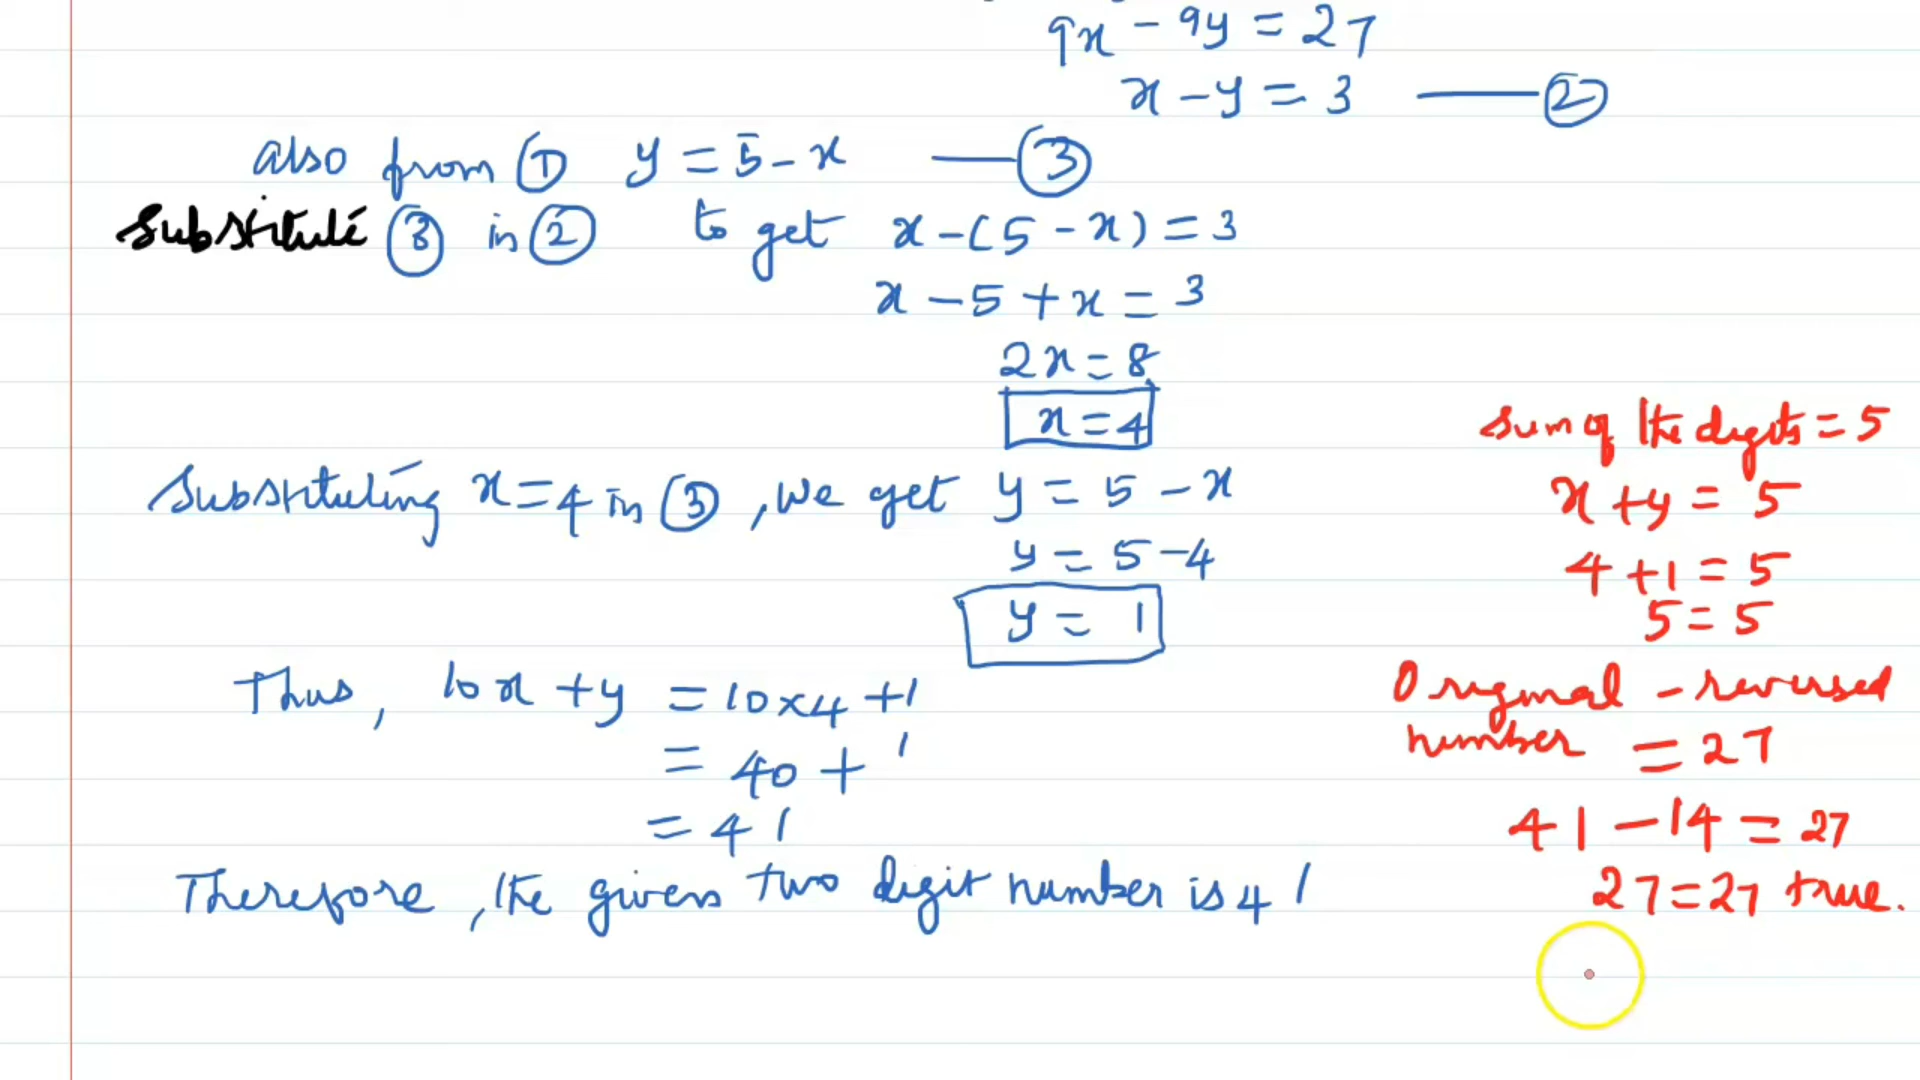 9x - 9y = 27
x - y = 3 —— ②
also from ① y = 5 - x —— ③
Substitute ③ in ② to get x - (5 - x) = 3
x - 5 + x = 3
2x = 8
x = 4
Substituting x = 4 in ③, we get y = 5 - x
y = 5 - 4
y = 1
Thus, 10x + y = 10 x 4 + 1
= 40 + 1
= 41
Therefore, the given two digit number is 41
Sum of the digits = 5
x + y = 5
4 + 1 = 5
5 = 5
Original - reversed
number = 27
41 - 14 = 27
27 = 27 true.